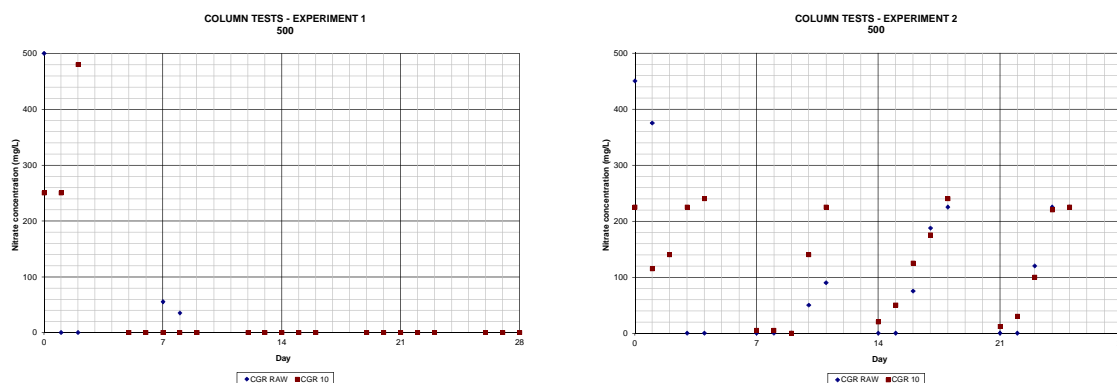 COLUMN TESTS - EXPERIMENT 1
500
500
400
300
200
100
0
Nitrate concentration (mg/L)
0
7
14
21
28
Day
CGR RAW
CGR 10
COLUMN TESTS - EXPERIMENT 2
500
500
400
300
200
100
0
Nitrate concentration (mg/L)
0
7
14
21
Day
CGR RAW
CGR 10